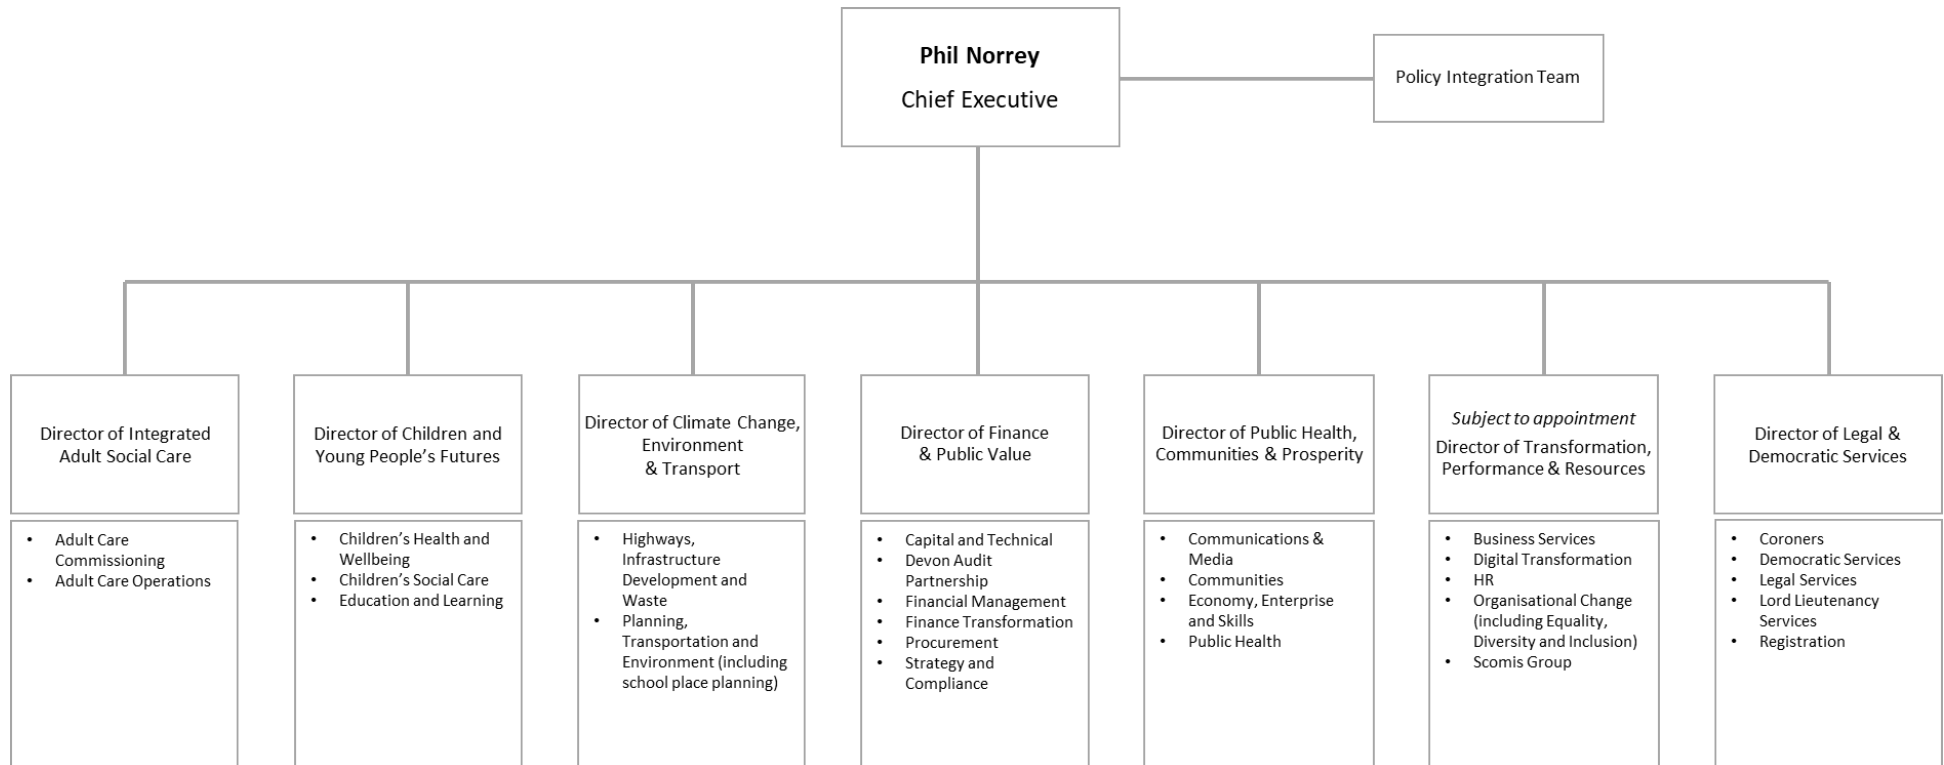 Phil Norrey
Chief Executive
Policy Integration Team
Director of Integrated
Adult Social Care
• Adult Care
Commissioning
• Adult Care Operations
Director of Children and
Young People’s Futures
• Children’s Health and
Wellbeing
• Children’s Social Care
• Education and Learning
Director of Climate Change,
Environment
& Transport
• Highways,
Infrastructure
Development and
Waste
• Planning,
Transportation and
Environment (including
school place planning)
Director of Finance
& Public Value
• Capital and Technical
• Devon Audit
Partnership
• Financial Management
• Finance Transformation
• Procurement
• Strategy and
Compliance
Director of Public Health,
Communities & Prosperity
• Communications &
Media
• Communities
• Economy, Enterprise
and Skills
• Public Health
Subject to appointment
Director of Transformation,
Performance & Resources
• Business Services
• Digital Transformation
• HR
• Organisational Change
(including Equality,
Diversity and Inclusion)
• Scomis Group
Director of Legal &
Democratic Services
• Coroners
• Democratic Services
• Legal Services
• Lord Lieutenancy
Services
• Registration